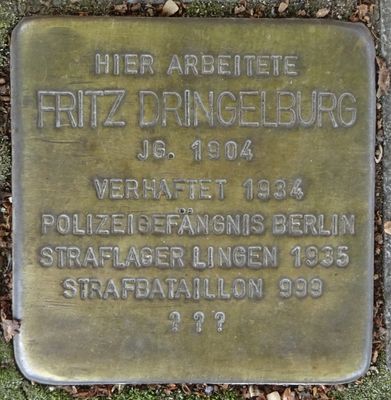 HIER ARBEITETE
FRITZ DRINGELBURG
JG. 1904
VERHAFTET 1934
POLIZEIGEFÄNGNIS BERLIN
STRAFLAGER LINGEN 1935
STRAFBATAILLON 999
???